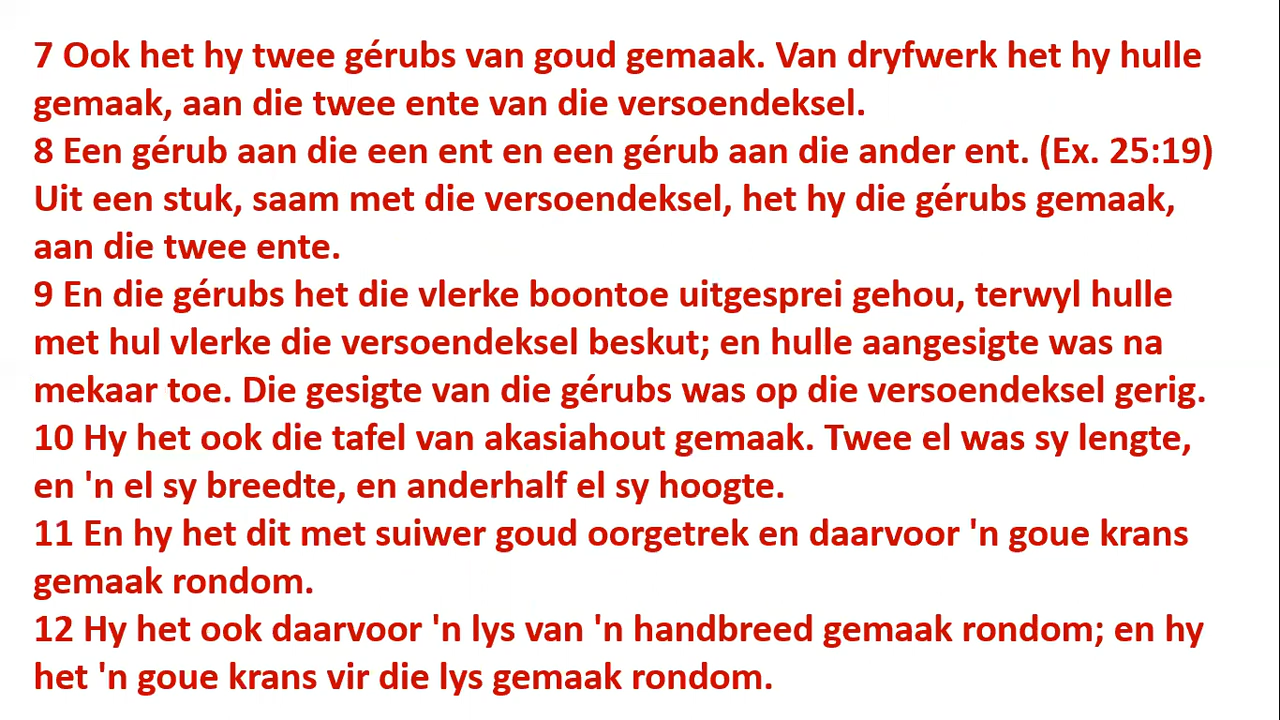 7 Ook het hy twee gérubs van goud gemaak. Van dryfwerk het hy hulle
gemaak, aan die twee ente van die versoendeksel.
8 Een gérub aan die een ent en een gérub aan die ander ent. (Ex. 25:19)
Uit een stuk, saam met die versoendeksel, het hy die gérubs gemaak,
aan die twee ente.
9 En die gérubs het die vlerke boontoe uitgesprei gehou, terwyl hulle
met hul vlerke die versoendeksel beskut; en hulle aangesigte was na
mekaar toe. Die gesigte van die gérubs was op die versoendeksel gerig.
10 Hy het ook die tafel van akasiahout gemaak. Twee el was sy lengte,
en 'n el sy breedte, en anderhalf el sy hoogte.
11 En hy het dit met suiwer goud oorgetrek en daarvoor 'n goue krans
gemaak rondom.
12 Hy het ook daarvoor 'n lys van 'n handbreed gemaak rondom; en hy
het 'n goue krans vir die lys gemaak rondom.